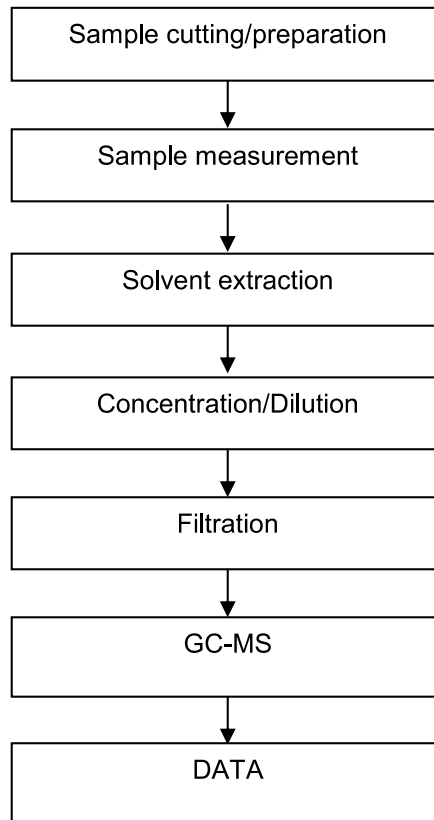 Sample cutting/preparation
Sample measurement
Solvent extraction
Concentration/Dilution
Filtration
GC-MS
DATA